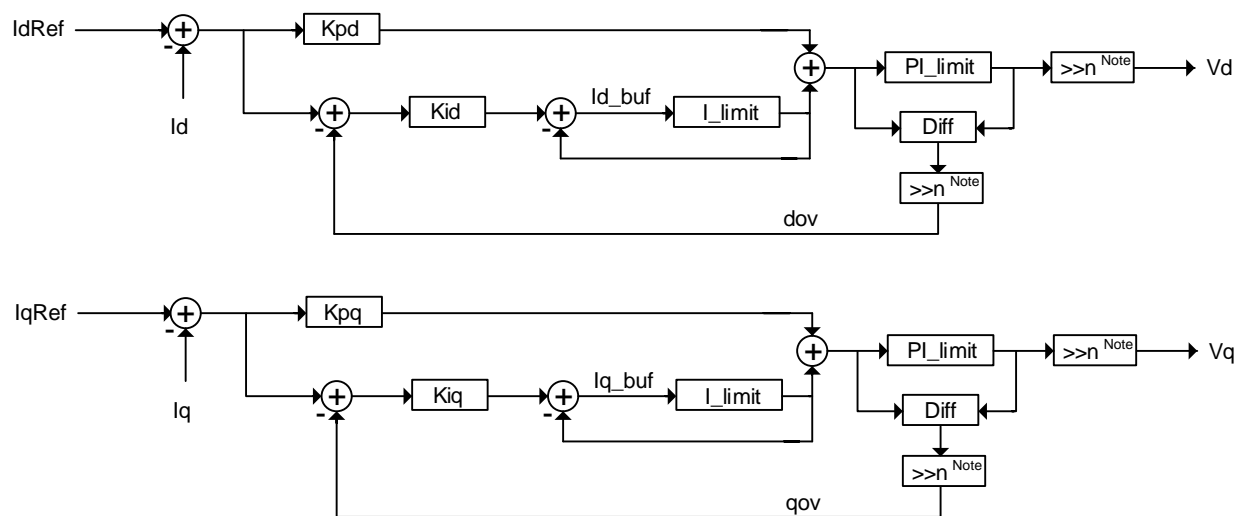 IdRef
Kpd
PI_limit
>>n Note
Vd
Id
Kid
Id_buf
I_limit
Diff
>>n Note
dov
IqRef
Kpq
PI_limit
>>n Note
Vq
Iq
Kiq
Iq_buf
I_limit
Diff
>>n Note
qov